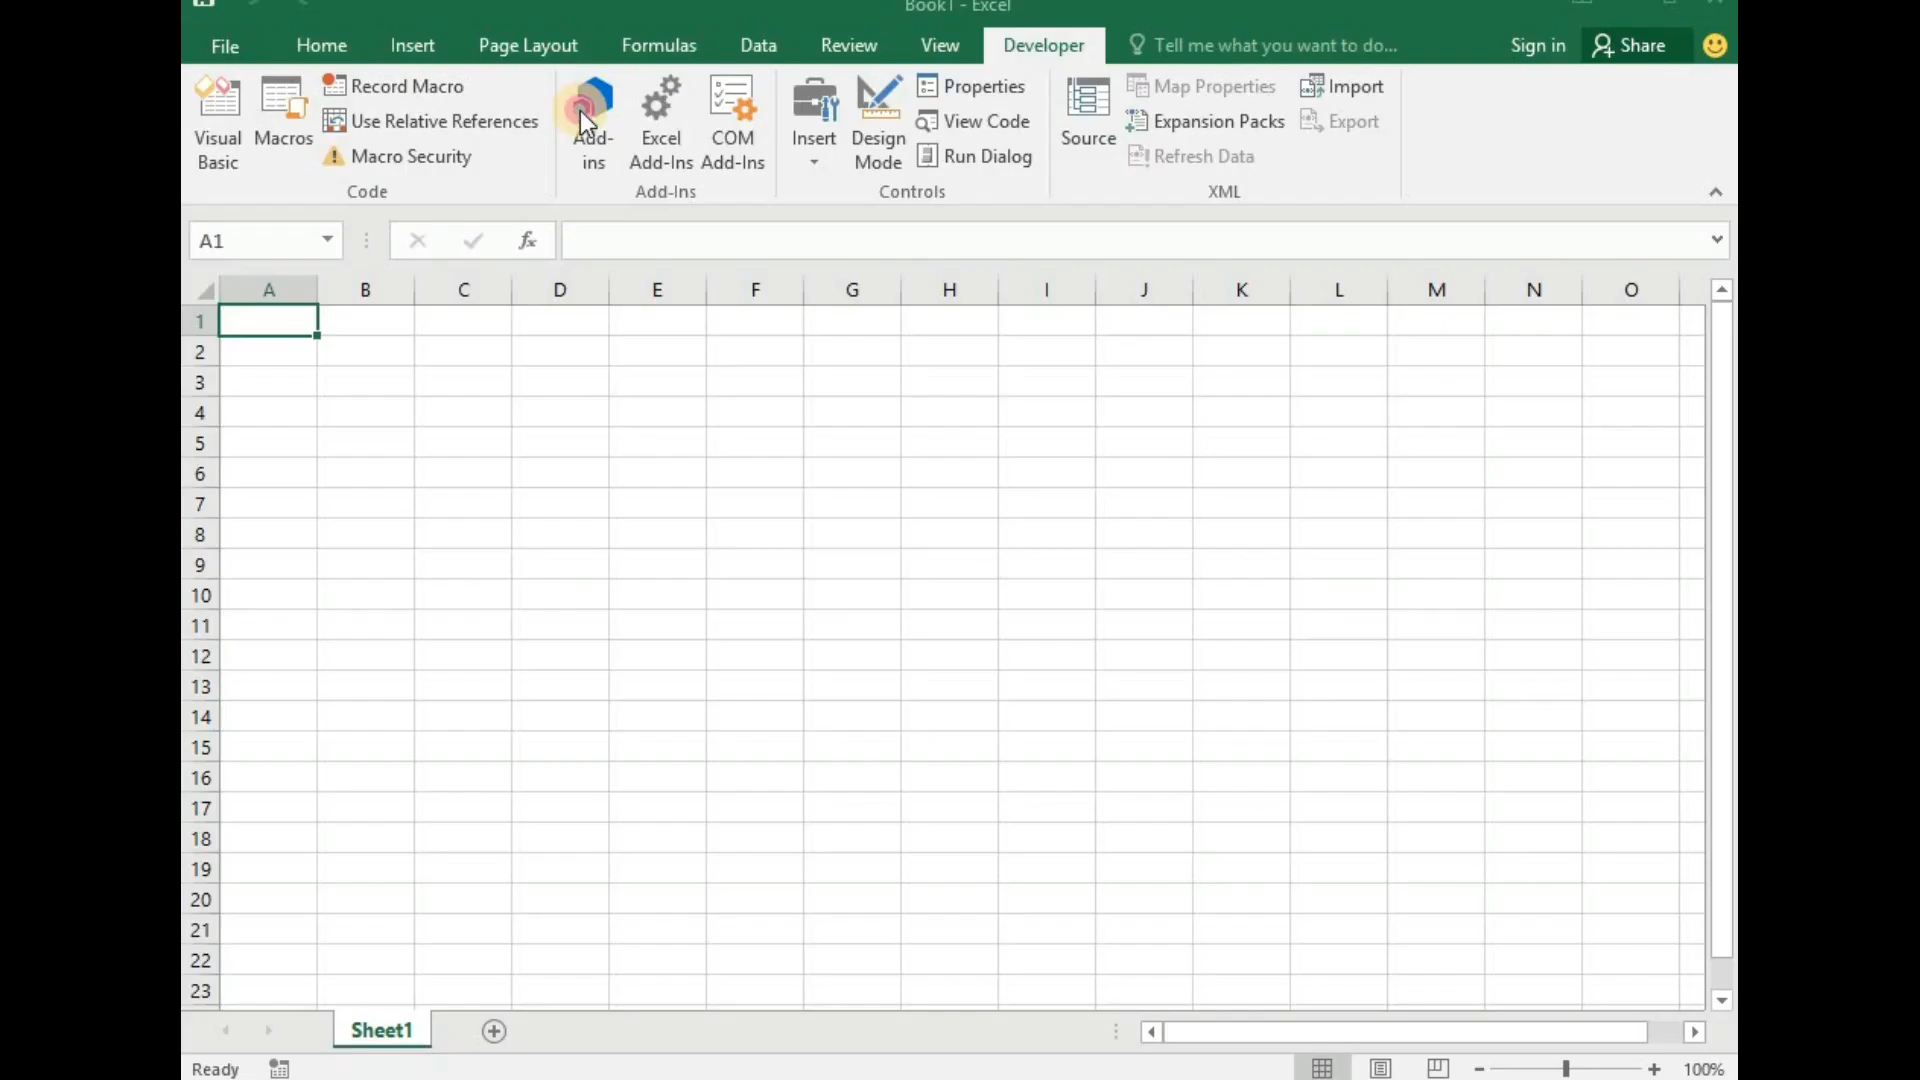 Book1 - Excel
File Home Insert Page Layout Formulas Data Review View Developer Tell me what you want to do... Sign in Share
Visual Basic
Macros
Record Macro
Use Relative References
Macro Security
Code
Add-ins
Excel Add-Ins
COM Add-Ins
Add-Ins
Insert
Design Mode
Properties
View Code
Run Dialog
Controls
Source
Map Properties
Expansion Packs
Refresh Data
Import
Export
XML
A1 fx
A B C D E F G H I J K L M N O
1
2
3
4
5
6
7
8
9
10
11
12
13
14
15
16
17
18
19
20
21
22
23
Sheet1
Ready 100%